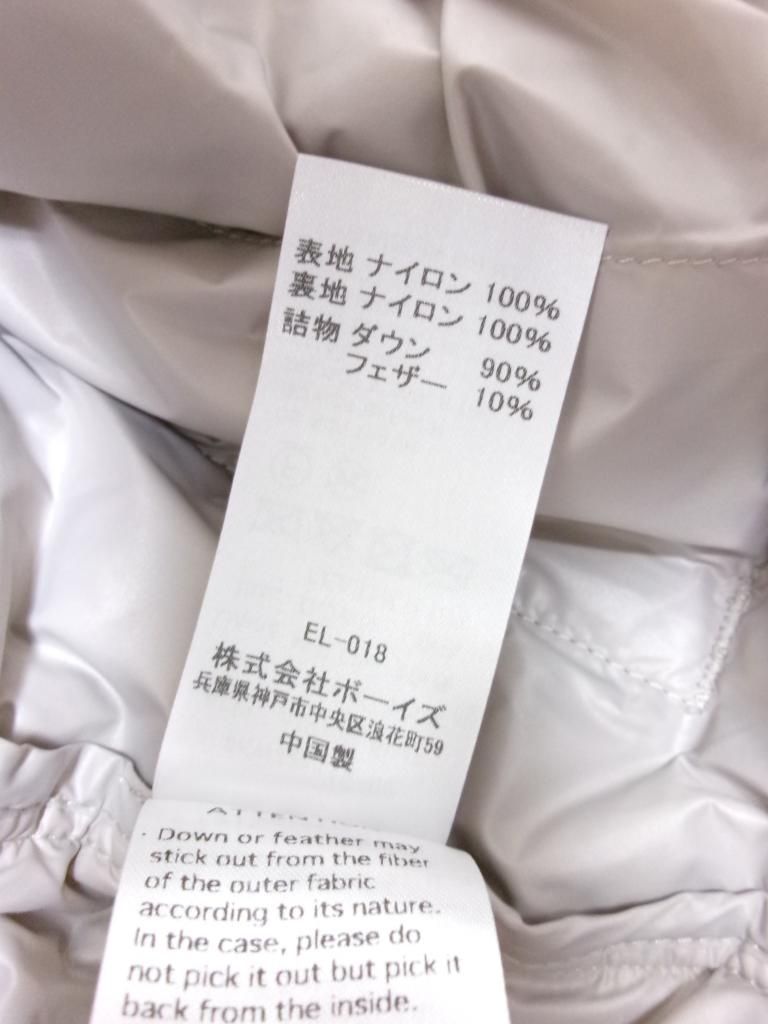 表地 ナイロン 100%
裏地 ナイロン 100%
詰物 ダウン 90%
フェザー 10%
EL-018
株式会社ボーイズ
兵庫県神戸市中央区浪花町59
中国製
ATTENTION
· Down or feather may
stick out from the fiber
of the outer fabric
according to its nature.
In the case, please do
not pick it out but pick it
back from the inside.